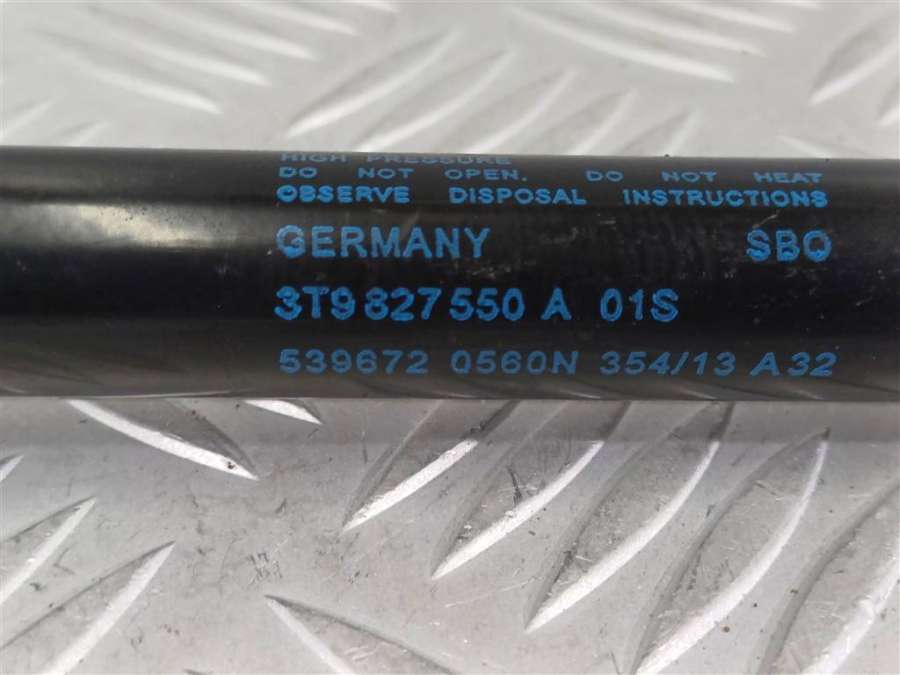 HIGH PRESSURE
DO NOT OPEN. DO NOT HEAT
OBSERVE DISPOSAL INSTRUCTIONS
GERMANY SBO
3T9 827 550 A 01S
539672 0560N 354/13 A32